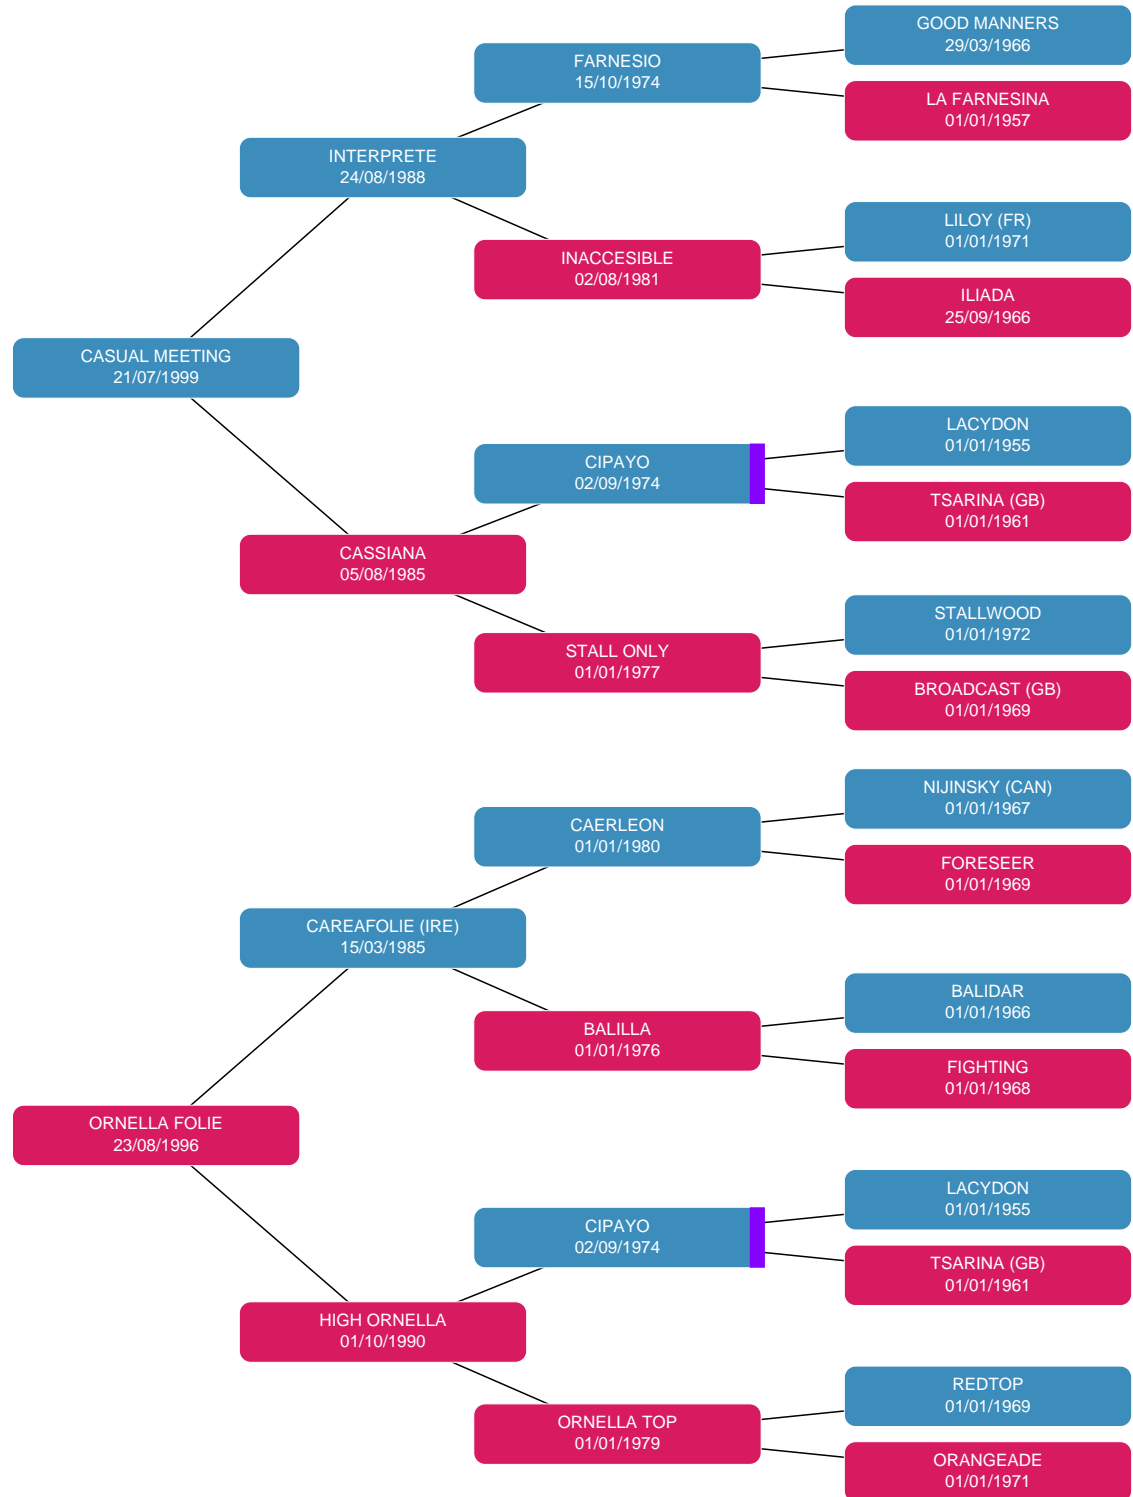 GOOD MANNERS
29/03/1966
FARNESIO
15/10/1974
LA FARNESINA
01/01/1957
INTERPRETE
24/08/1988
LILOY (FR)
01/01/1971
INACCESIBLE
02/08/1981
ILIADA
25/09/1966
CASUAL MEETING
21/07/1999
LACYDON
01/01/1955
CIPAYO
02/09/1974
TSARINA (GB)
01/01/1961
CASSIANA
05/08/1985
STALLWOOD
01/01/1972
STALL ONLY
01/01/1977
BROADCAST (GB)
01/01/1969
NIJINSKY (CAN)
01/01/1967
CAERLEON
01/01/1980
FORESEER
01/01/1969
CAREAFOLIE (IRE)
15/03/1985
BALIDAR
01/01/1966
BALILLA
01/01/1976
FIGHTING
01/01/1968
ORNELLA FOLIE
23/08/1996
LACYDON
01/01/1955
CIPAYO
02/09/1974
TSARINA (GB)
01/01/1961
HIGH ORNELLA
01/10/1990
REDTOP
01/01/1969
ORNELLA TOP
01/01/1979
ORANGEADE
01/01/1971